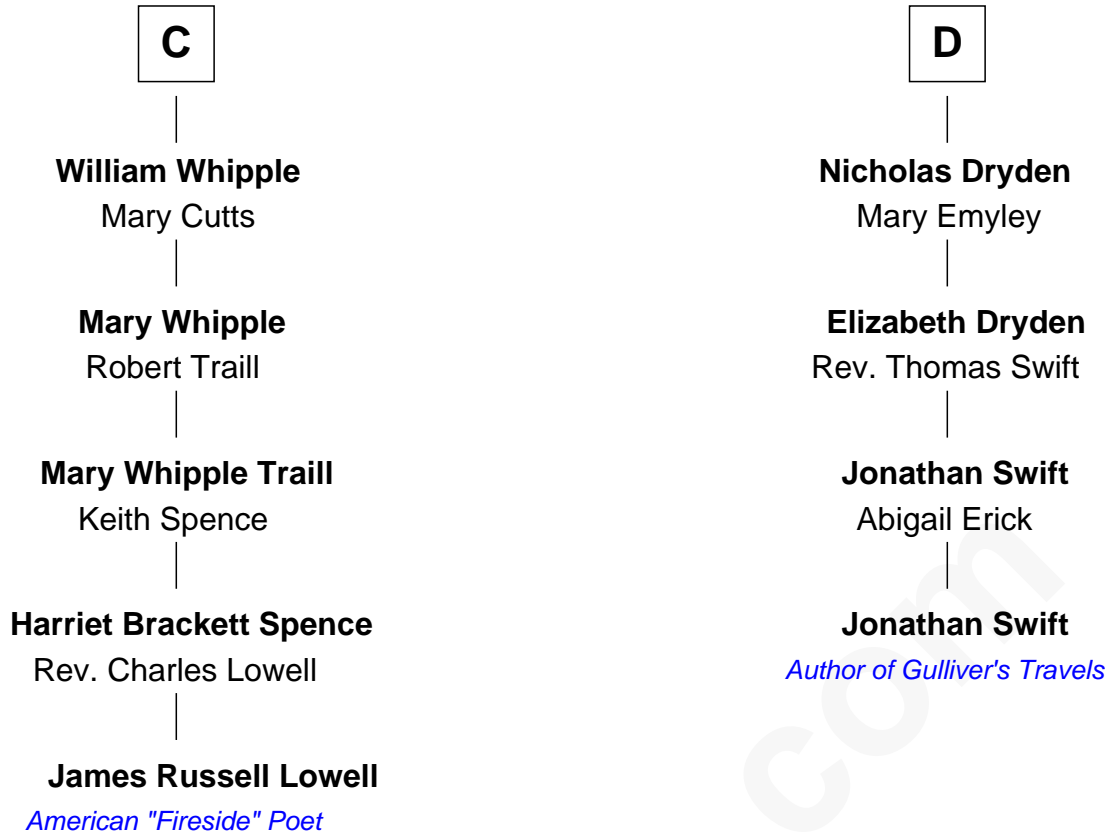 C
William Whipple
Mary Cutts
Mary Whipple
Robert Traill
Mary Whipple Traill
Keith Spence
Harriet Brackett Spence
Rev. Charles Lowell
James Russell Lowell
American "Fireside" Poet
D
Nicholas Dryden
Mary Emyley
Elizabeth Dryden
Rev. Thomas Swift
Jonathan Swift
Abigail Erick
Jonathan Swift
Author of Gulliver's Travels
com